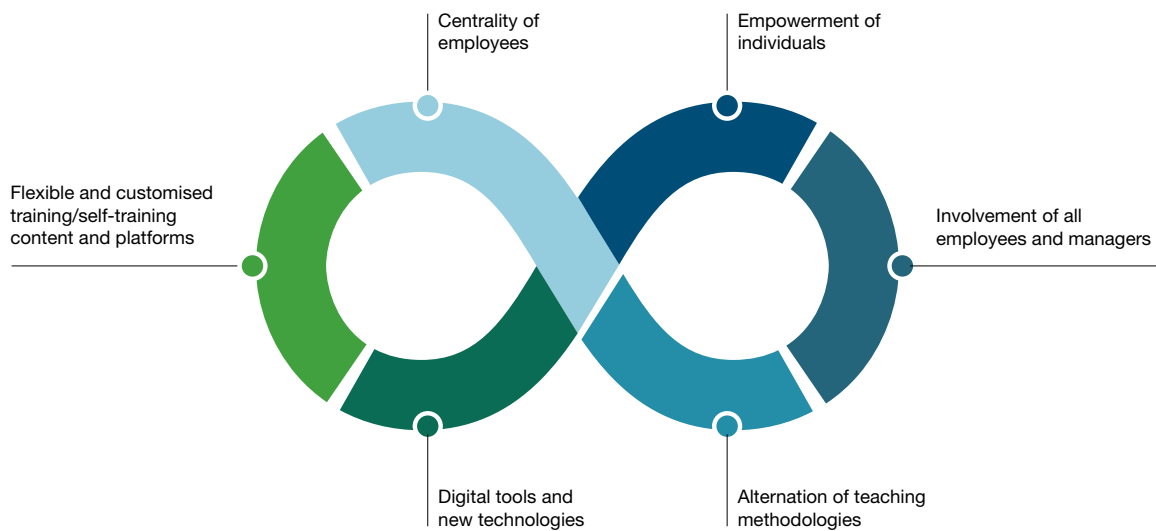 Centrality of
employees
Empowerment of
individuals
Flexible and customised
training/self-training
content and platforms
Involvement of all
employees and managers
Digital tools and
new technologies
Alternation of teaching
methodologies